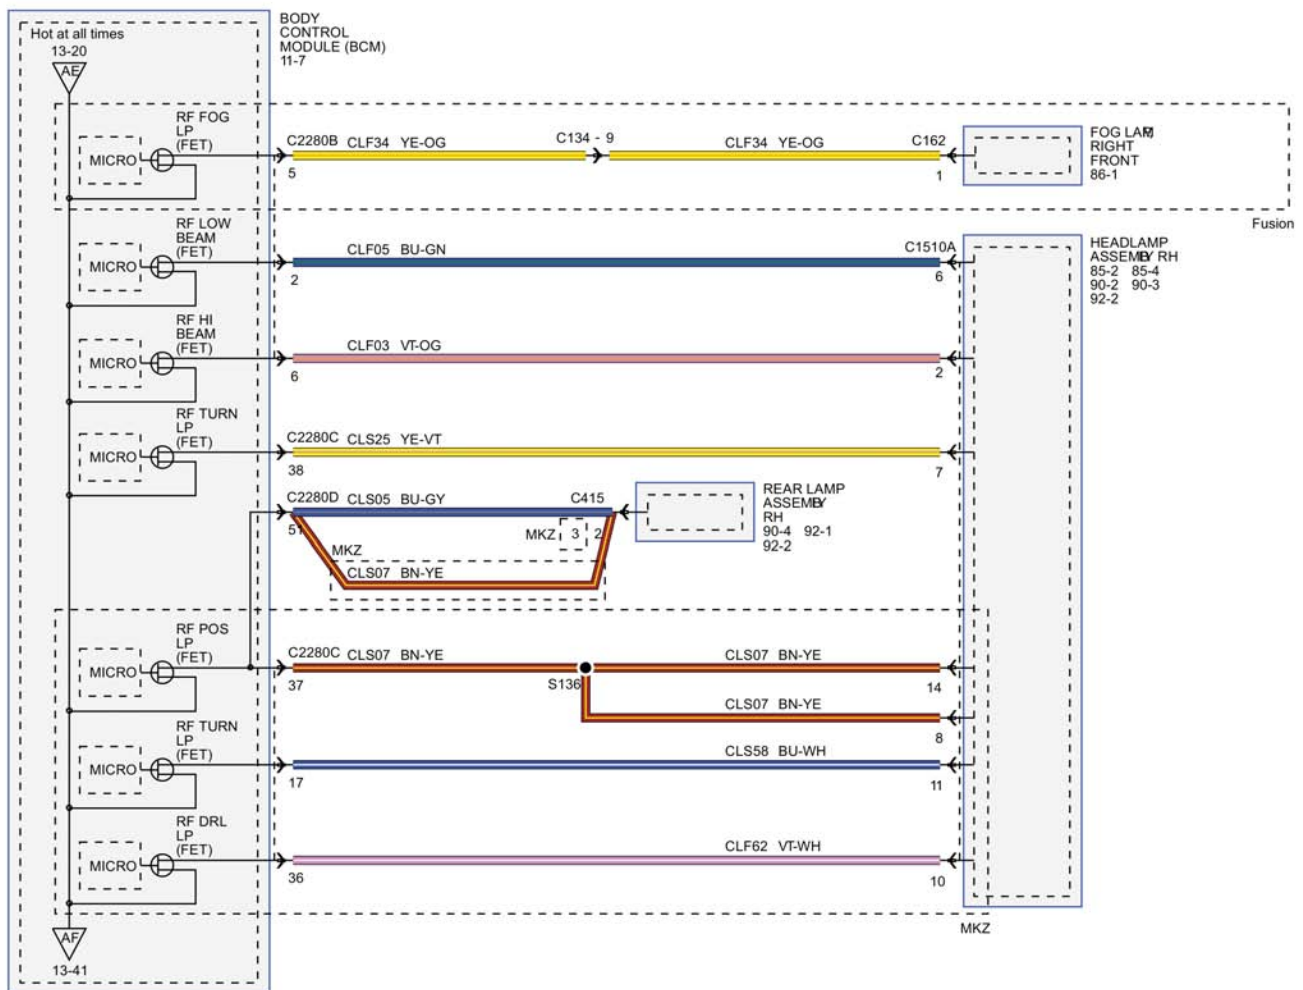 BODY
CONTROL
MODULE (BCM)
11-7
Hot at all times
13-20
AE
RF FOG
LP
(FET)
MICRO
C2280B
CLF34 YE-OG
C134 - 9
CLF34 YE-OG
C162
5
1
FOG LAMP,
RIGHT
FRONT
86-1
Fusion
RF LOW
BEAM
(FET)
MICRO
CLF05 BU-GN
C1510A
2
6
HEADLAMP
ASSEMBLY RH
85-2 85-4
90-2 90-3
92-2
RF HI
BEAM
(FET)
MICRO
CLF03 VT-OG
6
2
RF TURN
LP
(FET)
MICRO
C2280C CLS25 YE-VT
38
7
C2280D CLS05 BU-GY
C415
51
MKZ 3 2
REAR LAMP
ASSEMBLY
RH
90-4 92-1
92-2
MKZ
CLS07 BN-YE
RF POS
LP
(FET)
MICRO
C2280C CLS07 BN-YE
CLS07 BN-YE
37
S136
14
CLS07 BN-YE
8
RF TURN
LP
(FET)
MICRO
CLS58 BU-WH
17
11
RF DRL
LP
(FET)
MICRO
CLF62 VT-WH
36
10
MKZ
AF
13-41